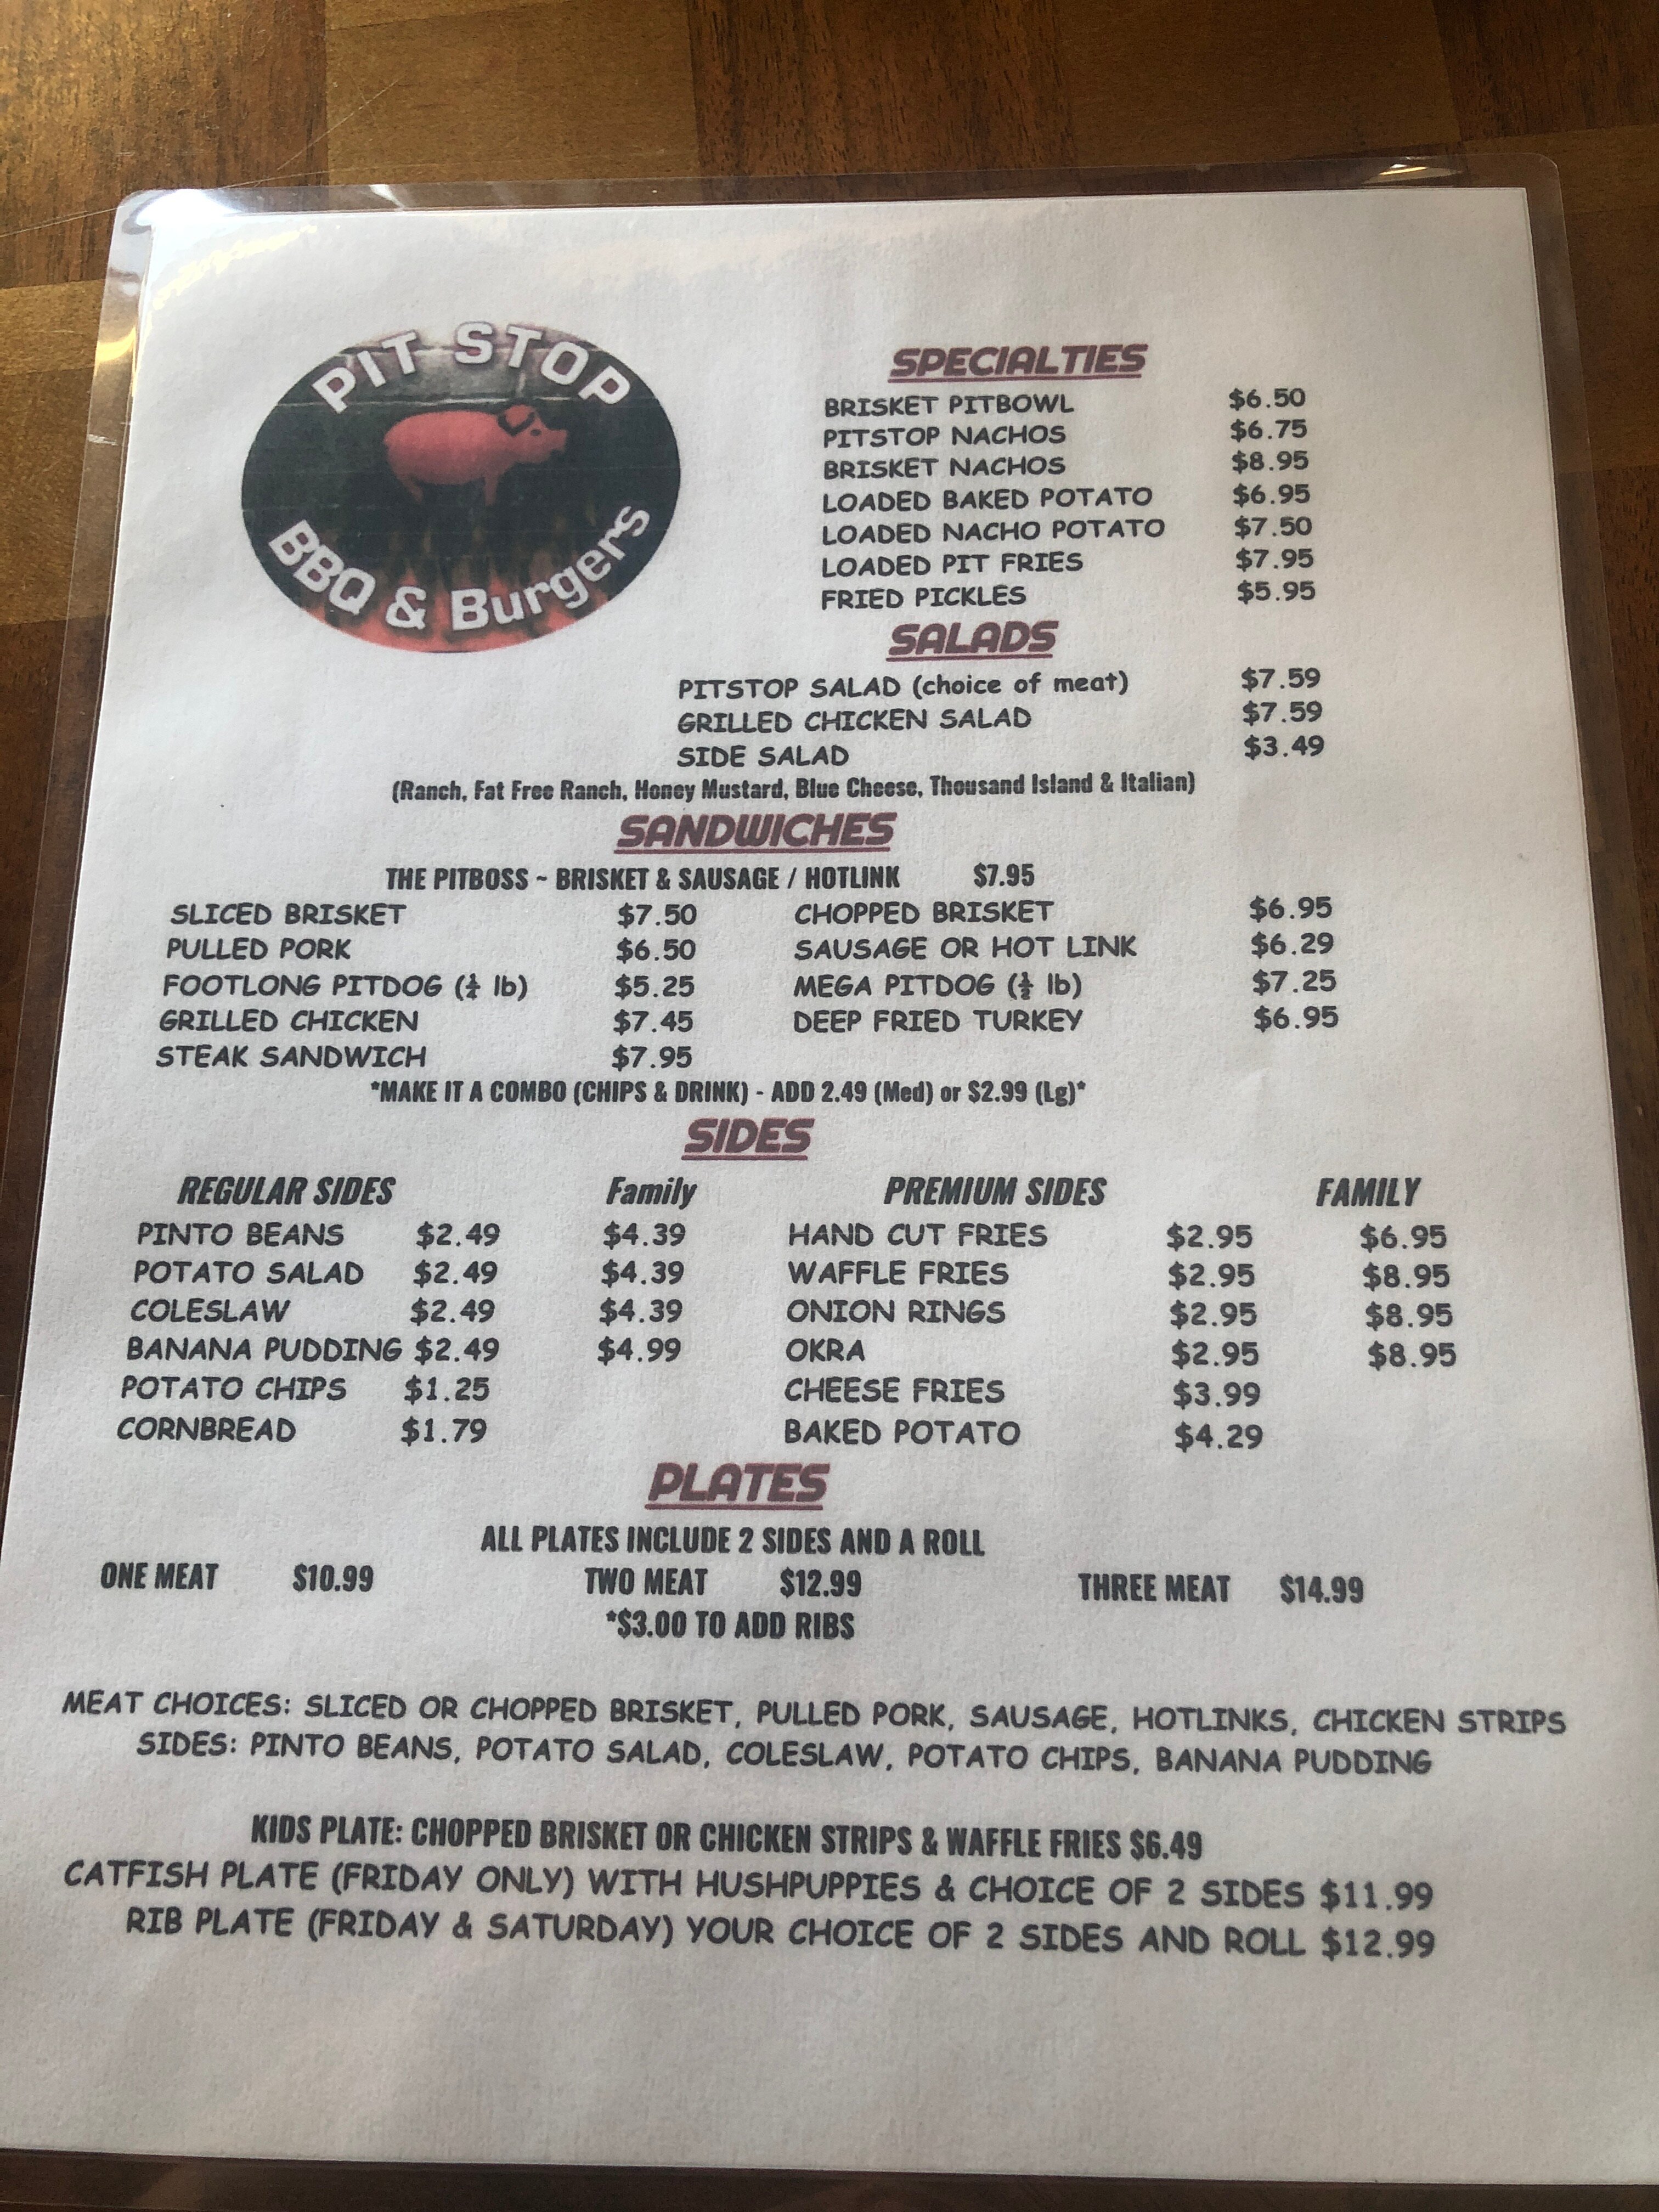 PIT STOP
BBQ & Burgers
SPECIALTIES
BRISKET PITBOWL $6.50
PITSTOP NACHOS $6.75
BRISKET NACHOS $8.95
LOADED BAKED POTATO $6.95
LOADED NACHO POTATO $7.50
LOADED PIT FRIES $7.95
FRIED PICKLES $5.95
SALADS
PITSTOP SALAD (choice of meat) $7.59
GRILLED CHICKEN SALAD $7.59
SIDE SALAD $3.49
(Ranch, Fat Free Ranch, Honey Mustard, Blue Cheese, Thousand Island & Italian)
SANDWICHES
THE PITBOSS ~ BRISKET & SAUSAGE / HOTLINK $7.95
SLICED BRISKET $7.50 CHOPPED BRISKET $6.95
PULLED PORK $6.50 SAUSAGE OR HOT LINK $6.29
FOOTLONG PITDOG (¼ lb) $5.25 MEGA PITDOG (½ lb) $7.25
GRILLED CHICKEN $7.45 DEEP FRIED TURKEY $6.95
STEAK SANDWICH $7.95
*MAKE IT A COMBO (CHIPS & DRINK) - ADD 2.49 (Med) or $2.99 (Lg)*
SIDES
REGULAR SIDES Family PREMIUM SIDES FAMILY
PINTO BEANS $2.49 $4.39 HAND CUT FRIES $2.95 $6.95
POTATO SALAD $2.49 $4.39 WAFFLE FRIES $2.95 $8.95
COLESLAW $2.49 $4.39 ONION RINGS $2.95 $8.95
BANANA PUDDING $2.49 $4.99 OKRA $2.95 $8.95
POTATO CHIPS $1.25 CHEESE FRIES $3.99
CORNBREAD $1.79 BAKED POTATO $4.29
PLATES
ALL PLATES INCLUDE 2 SIDES AND A ROLL
ONE MEAT $10.99 TWO MEAT $12.99 THREE MEAT $14.99
*$3.00 TO ADD RIBS
MEAT CHOICES: SLICED OR CHOPPED BRISKET, PULLED PORK, SAUSAGE, HOTLINKS, CHICKEN STRIPS
SIDES: PINTO BEANS, POTATO SALAD, COLESLAW, POTATO CHIPS, BANANA PUDDING
KIDS PLATE: CHOPPED BRISKET OR CHICKEN STRIPS & WAFFLE FRIES $6.49
CATFISH PLATE (FRIDAY ONLY) WITH HUSHPUPPIES & CHOICE OF 2 SIDES $11.99
RIB PLATE (FRIDAY & SATURDAY) YOUR CHOICE OF 2 SIDES AND ROLL $12.99